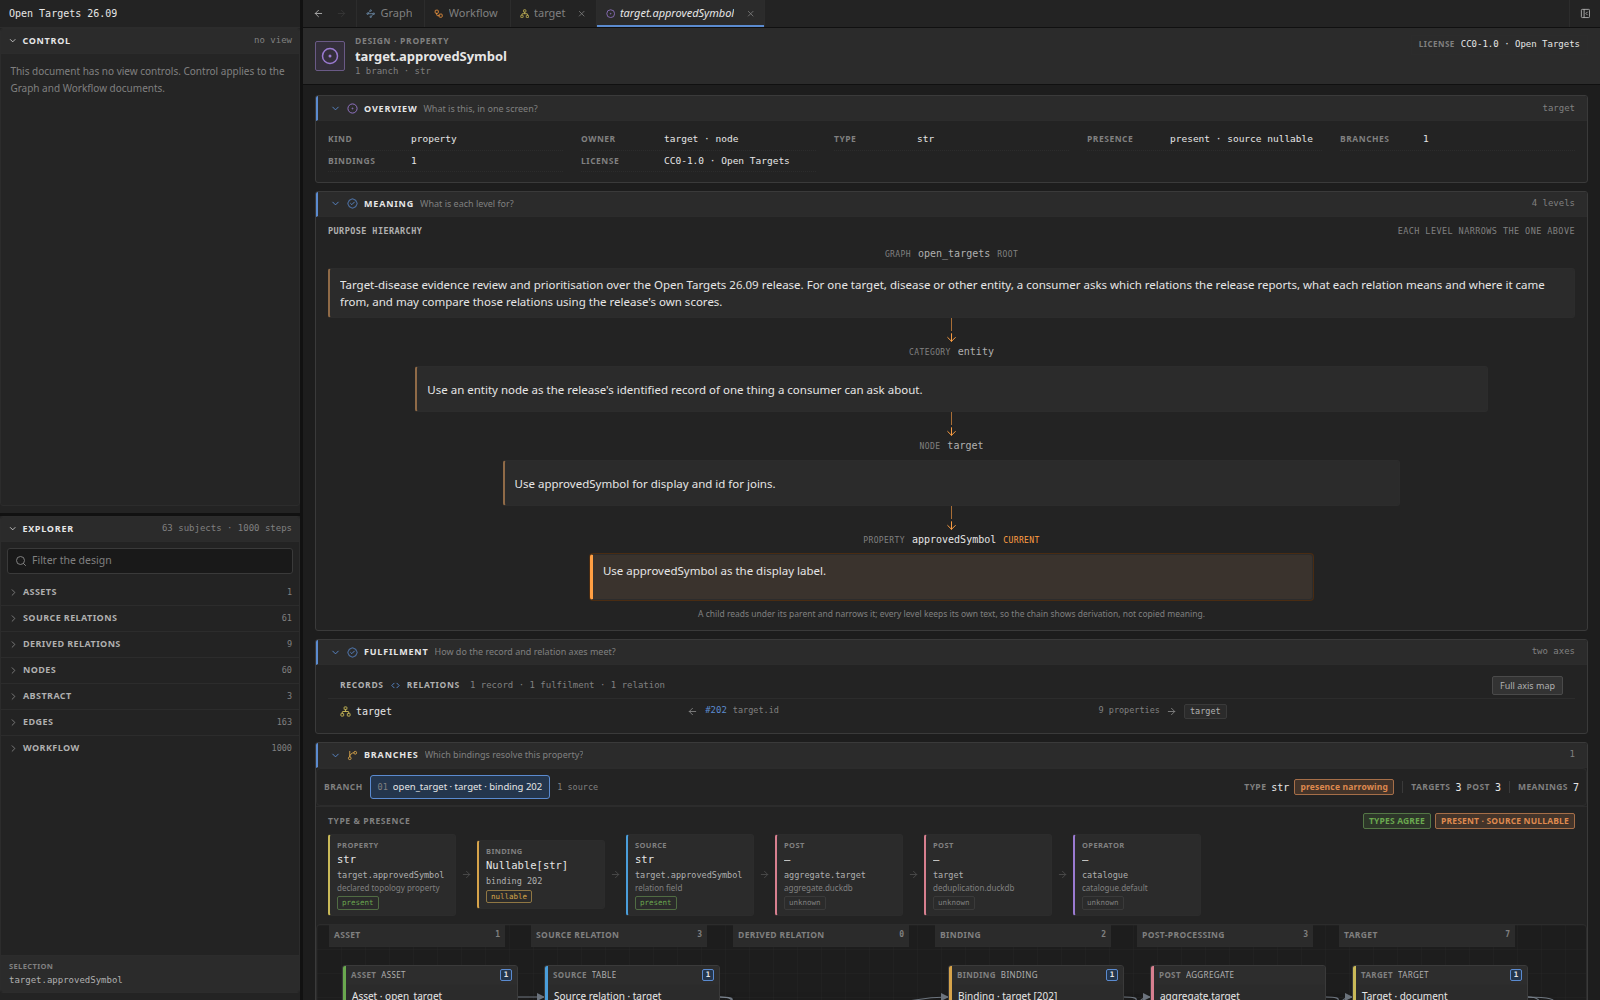 Open Targets 26.09
Graph
Workflow
target
target.approvedSymbol
CONTROL
no view
This document has no view controls. Control applies to the
Graph and Workflow documents.
DESIGN · PROPERTY
target.approvedSymbol
1 branch · str
LICENSE CC0-1.0 · Open Targets
OVERVIEW What is this, in one screen?
target
KIND property
OWNER target · node
TYPE str
PRESENCE present · source nullable
BRANCHES 1
BINDINGS 1
LICENSE CC0-1.0 · Open Targets
MEANING What is each level for?
4 levels
PURPOSE HIERARCHY
EACH LEVEL NARROWS THE ONE ABOVE
GRAPH open_targets ROOT
Target-disease evidence review and prioritisation over the Open Targets 26.09 release. For one target, disease or other entity, a consumer asks which relations the release reports, what each relation means and where it came
from, and may compare those relations using the release's own scores.
CATEGORY entity
Use an entity node as the release's identified record of one thing a consumer can ask about.
NODE target
Use approvedSymbol for display and id for joins.
PROPERTY approvedSymbol CURRENT
Use approvedSymbol as the display label.
A child reads under its parent and narrows it; every level keeps its own text, so the chain shows derivation, not copied meaning.
EXPLORER
63 subjects · 1000 steps
Filter the design
ASSETS 1
SOURCE RELATIONS 61
DERIVED RELATIONS 9
NODES 60
ABSTRACT 3
EDGES 163
WORKFLOW 1000
SELECTION
target.approvedSymbol
FULFILMENT How do the record and relation axes meet?
two axes
RECORDS <> RELATIONS 1 record · 1 fulfilment · 1 relation
Full axis map
target
← #202 target.id
9 properties → target
BRANCHES Which bindings resolve this property?
1
BRANCH 01 open_target · target · binding 202 1 source
TYPE str presence narrowing TARGETS 3 POST 3 MEANINGS 7
TYPE & PRESENCE
TYPES AGREE PRESENT · SOURCE NULLABLE
PROPERTY
str
target.approvedSymbol
declared topology property
present
BINDING
Nullable[str]
binding 202
nullable
SOURCE
str
target.approvedSymbol
relation field
present
POST
—
aggregate.target
aggregate.duckdb
unknown
POST
—
target
deduplication.duckdb
unknown
OPERATOR
—
catalogue
catalogue.default
unknown
ASSET 1
SOURCE RELATION 3
DERIVED RELATION 0
BINDING 2
POST-PROCESSING 3
TARGET 7
ASSET ASSET 1
Asset · open_target
SOURCE TABLE 1
Source relation · target
BINDING BINDING 1
Binding · target [202]
POST AGGREGATE
aggregate.target
TARGET TARGET 1
Target · document